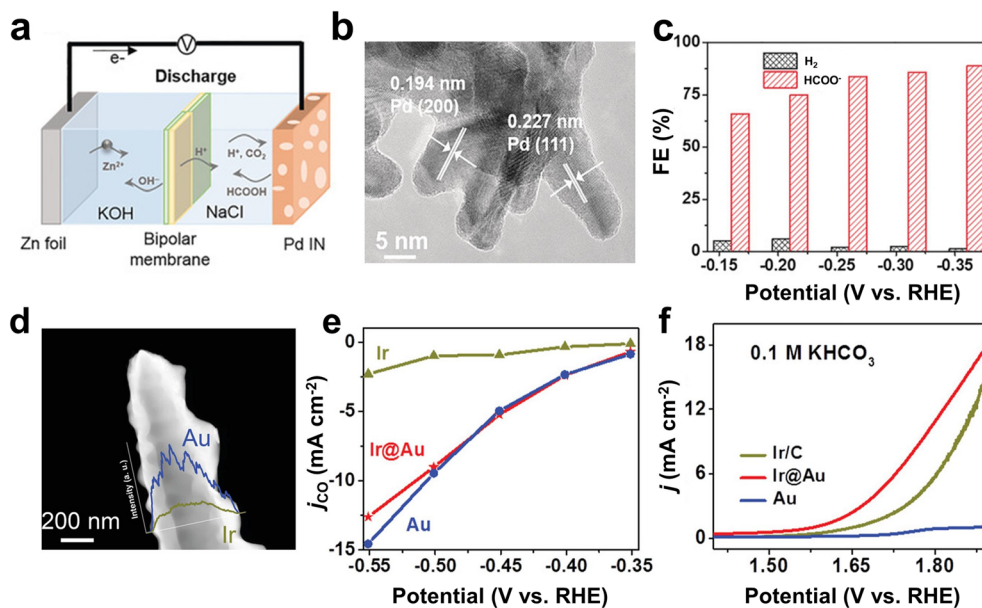 a
e-
V
Discharge
H⁺
H⁺, CO₂
Zn²⁺
OH⁻
HCOOH
KOH
NaCl
Zn foil
Bipolar
membrane
Pd IN
b
0.194 nm
Pd (200)
0.227 nm
Pd (111)
5 nm
c
100
75
50
25
0
FE (%)
H₂
HCOO⁻
-0.15
-0.20
-0.25
-0.30
-0.35
Potential (V vs. RHE)
d
Au
Ir
Intensity (a. u.)
200 nm
e
0
-5
-10
-15
j_CO (mA cm⁻²)
Ir
Ir@Au
Au
-0.55
-0.50
-0.45
-0.40
-0.35
Potential (V vs. RHE)
f
18
12
6
0
j (mA cm⁻²)
0.1 M KHCO₃
Ir/C
Ir@Au
Au
1.50
1.65
1.80
Potential (V vs. RHE)